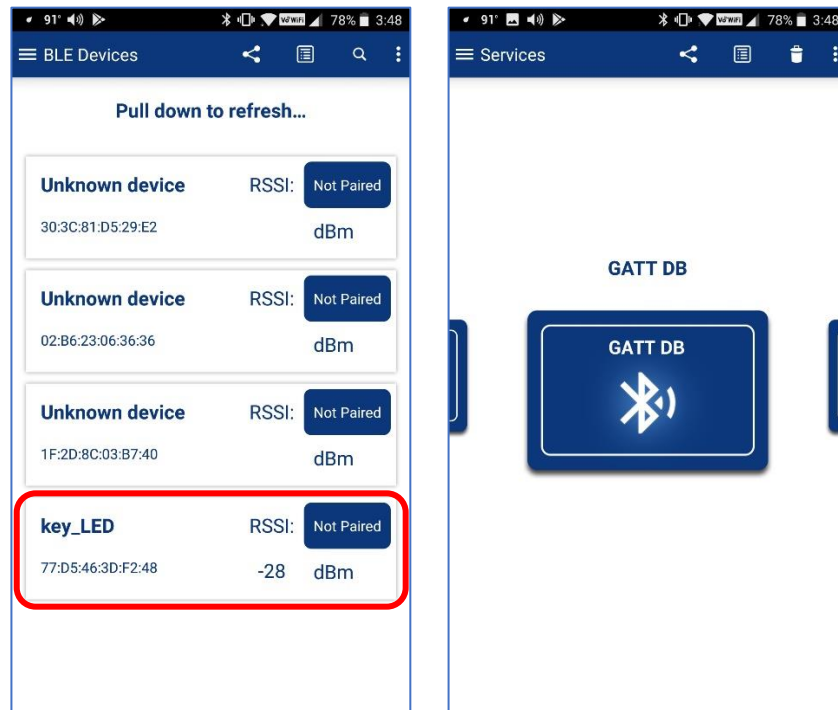 91° 78% 3:48
BLE Devices
Pull down to refresh...
Unknown device RSSI: Not Paired
30:3C:81:D5:29:E2 dBm
Unknown device RSSI: Not Paired
02:B6:23:06:36:36 dBm
Unknown device RSSI: Not Paired
1F:2D:8C:03:B7:40 dBm
key_LED RSSI: Not Paired
77:D5:46:3D:F2:48 -28 dBm
91° 78% 3:48
Services
GATT DB
GATT DB